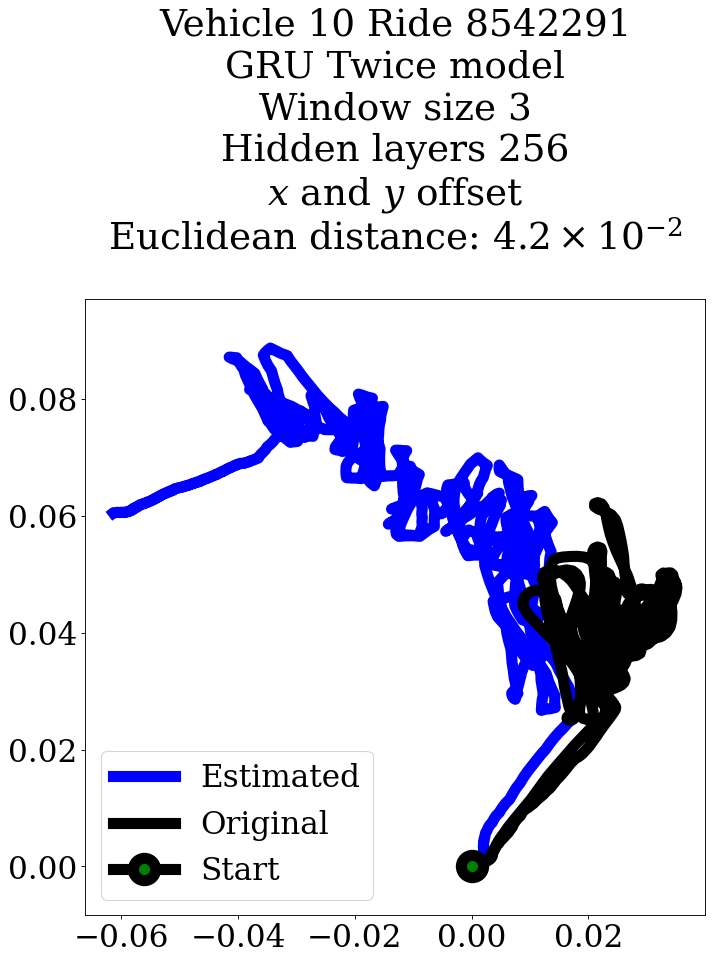 Vehicle 10 Ride 8542291
GRU Twice model
Window size 3
Hidden layers 256
x and y offset
Euclidean distance: 4.2 × 10⁻²
0.08
0.06
0.04
0.02
0.00
Estimated
Original
Start
−0.06 −0.04 −0.02 0.00 0.02